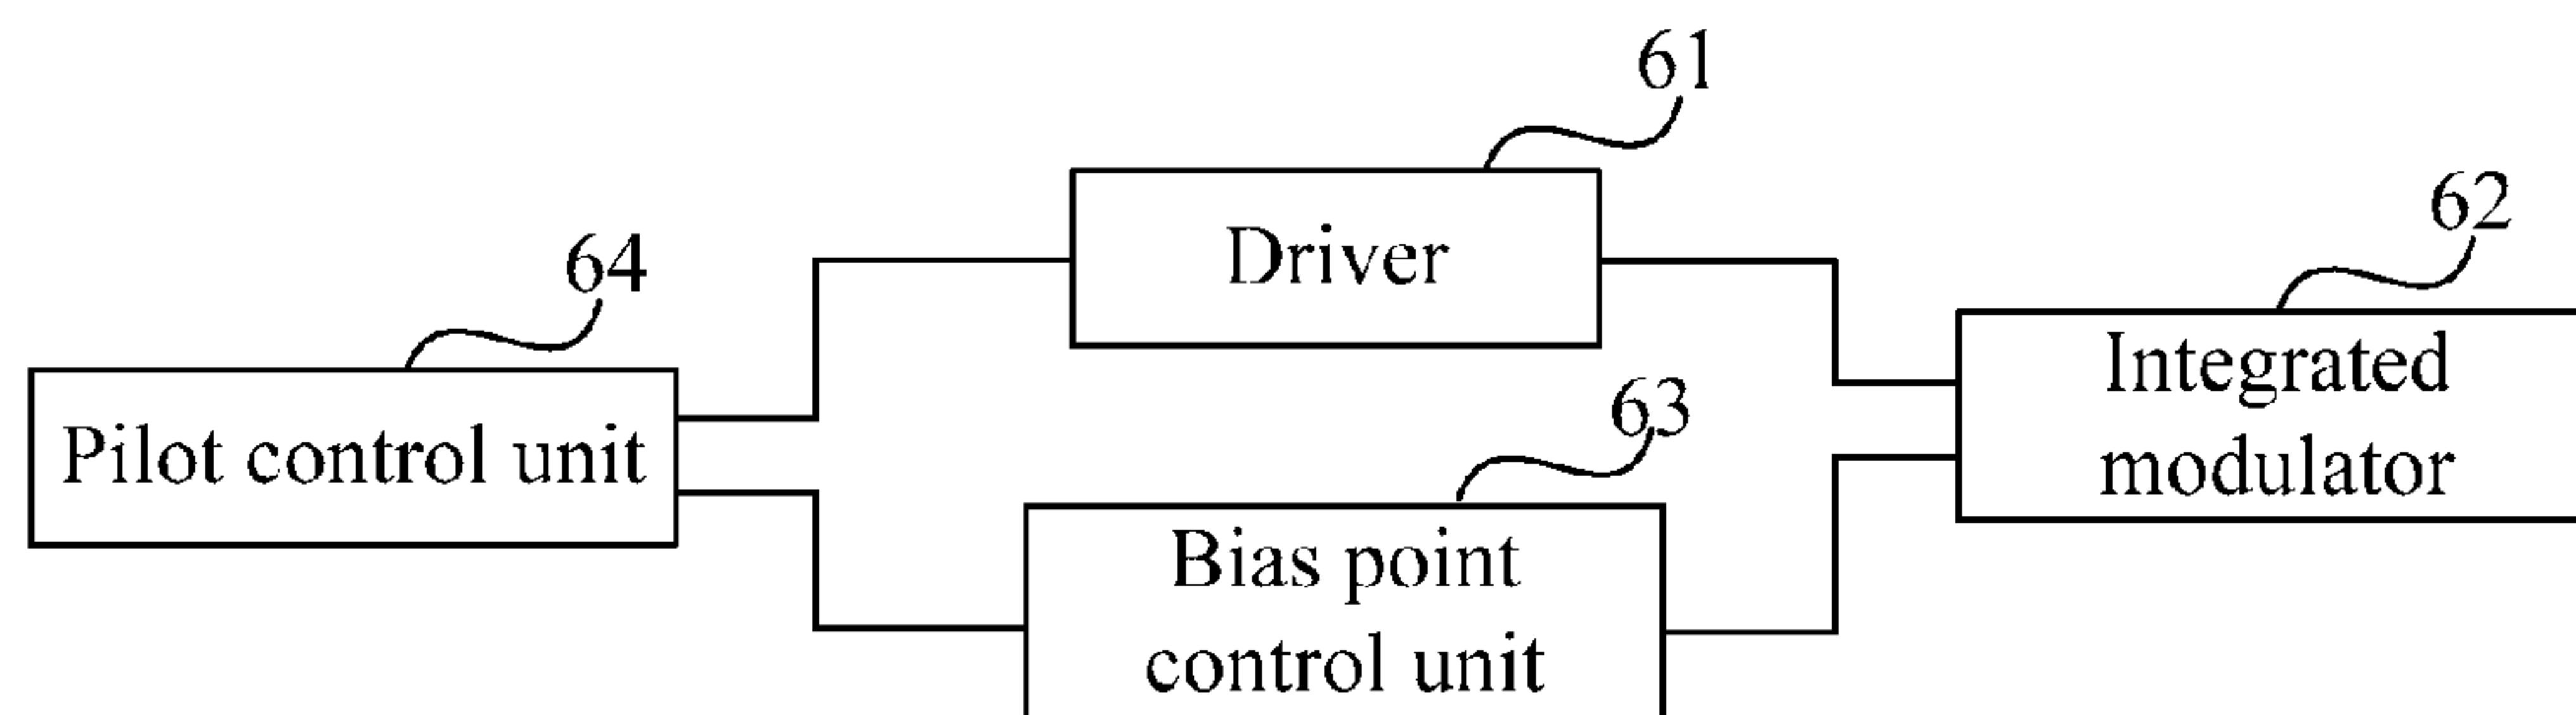 61
Driver
62
64
Integrated
modulator
Pilot control unit
63
Bias point
control unit